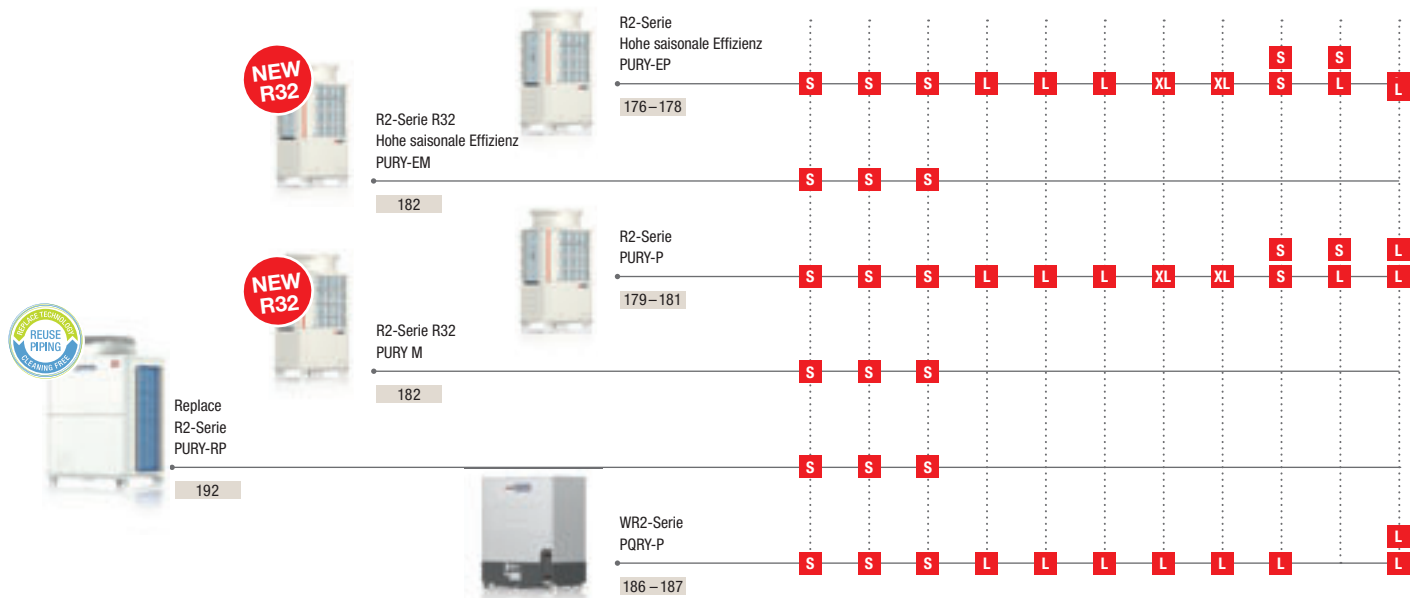 R2-Serie
Hohe saisonale Effizienz
PURY-EP
176–178
S
S
S S S L L L XL XL S L L
NEW
R32
R2-Serie R32
Hohe saisonale Effizienz
PURY-EM
182
S S S
R2-Serie
PURY-P
179–181
S S L
S S S L L L XL XL S L L
NEW
R32
R2-Serie R32
PURY M
182
S S S
REPLACE TECHNOLOGY
REUSE
PIPING
CLEANING FREE
Replace
R2-Serie
PURY-RP
192
S S S
WR2-Serie
PQRY-P
186–187
L
S S S L L L L L L L